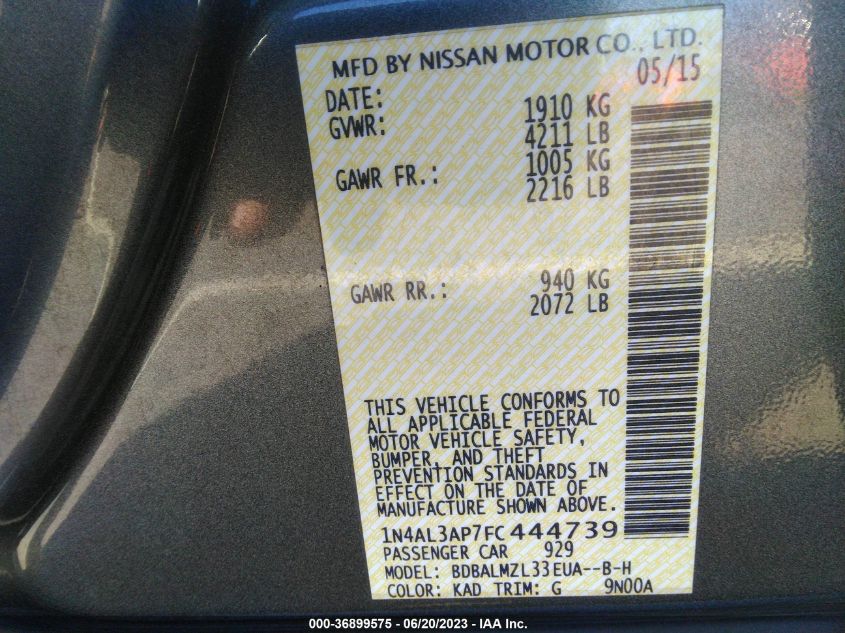 MFD BY NISSAN MOTOR CO., LTD.
DATE: 05/15
GVWR: 1910 KG
4211 LB
GAWR FR.: 1005 KG
2216 LB
GAWR RR.: 940 KG
2072 LB
THIS VEHICLE CONFORMS TO
ALL APPLICABLE FEDERAL
MOTOR VEHICLE SAFETY,
BUMPER, AND THEFT
PREVENTION STANDARDS IN
EFFECT ON THE DATE OF
MANUFACTURE SHOWN ABOVE.
1N4AL3AP7FC444739
PASSENGER CAR 929
MODEL: BDBALMZL33EUA--B-H
COLOR: KAD TRIM: G 9N00A
000-36899575 - 06/20/2023 - IAA Inc.